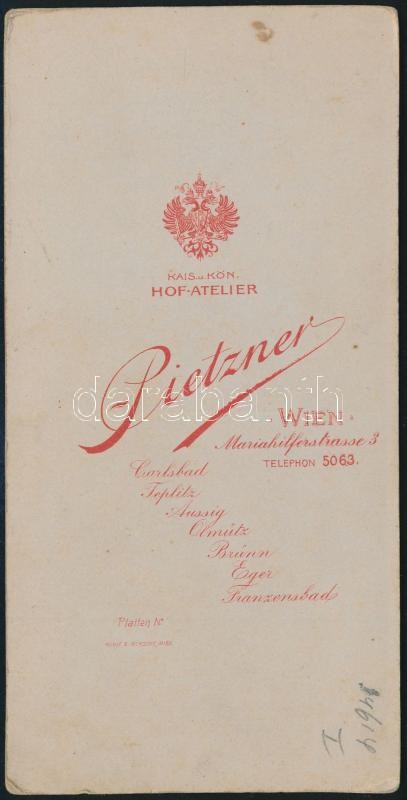 KAIS. u. KÖN.
HOF-ATELIER
Pietzner
darabanth
WIEN
Mariahilferstrasse 3
TELEPHON 5063.
Carlsbad
Teplitz
Aussig
Olmütz
Brünn
Eger
Franzensbad
Platten No